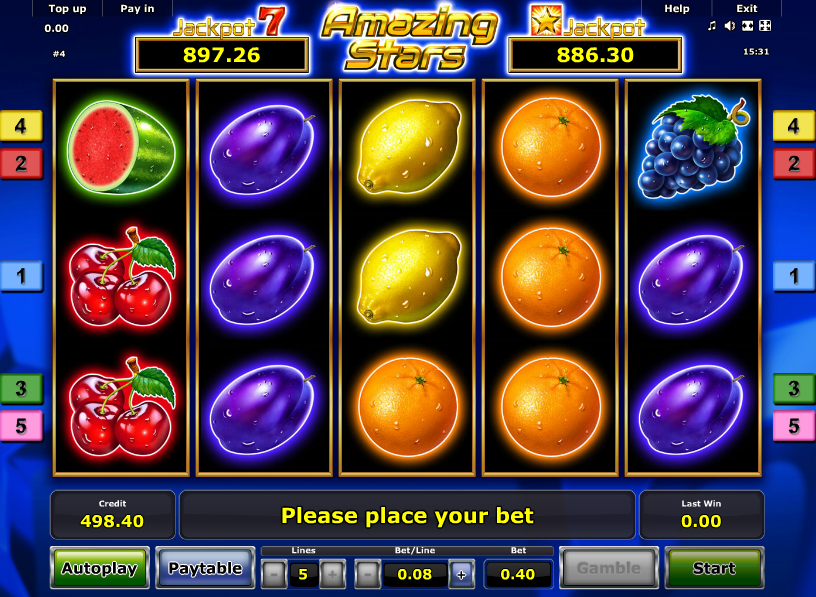 Top up
Pay in
Help
Exit
0.00
#4
Jackpot 7
Amazing
Stars
Jackpot
15:31
897.26
886.30
4
4
2
2
1
1
3
3
5
5
Credit
498.40
Please place your bet
Last Win
0.00
Autoplay
Paytable
Lines
- 5 +
Bet/Line
- 0.08 +
Bet
0.40
Gamble
Start